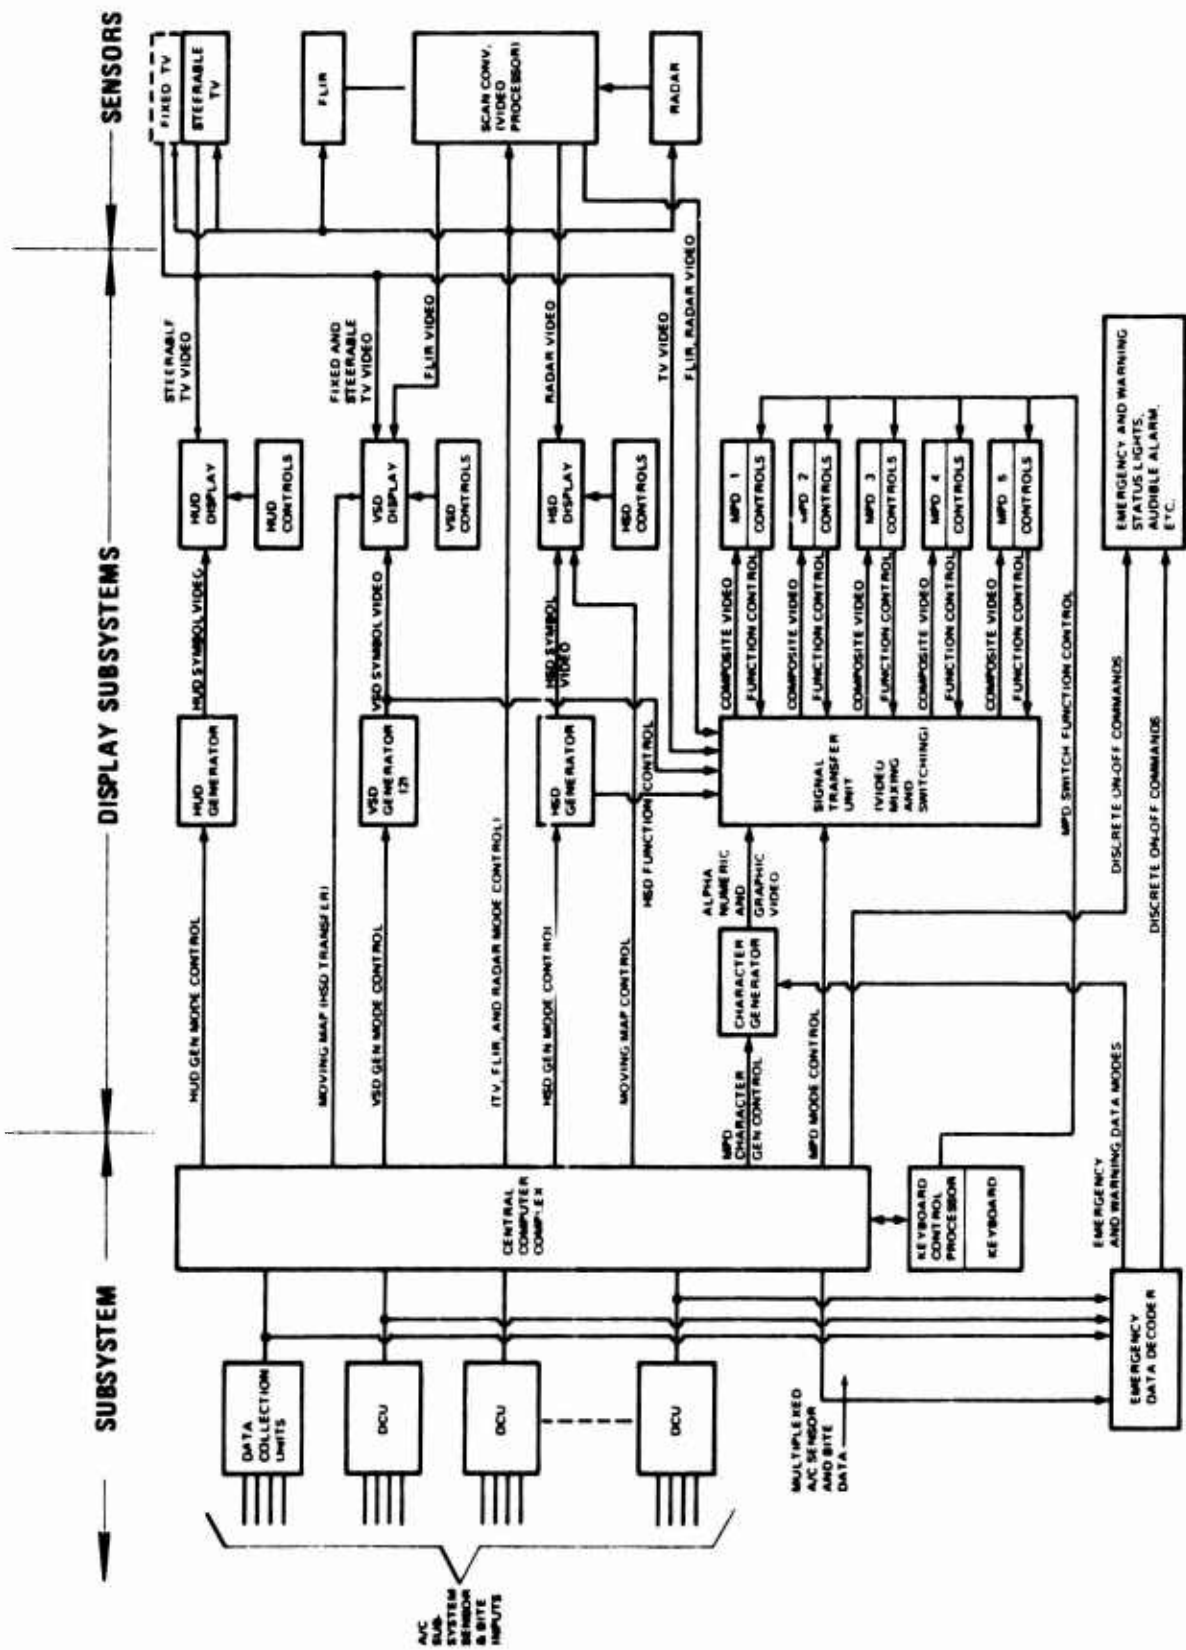 SUBSYSTEM
DISPLAY SUBSYSTEMS
SENSORS
A/C
SUB-
SYSTEM
SENSOR
& BITE
INPUTS
DATA
COLLECTION
UNITS
DCU
DCU
DCU
MULTIPLEXED
A/C SENSOR
AND BITE
DATA
EMERGENCY
DATA DECODER
CENTRAL
COMPUTER
COMPLEX
KEYBOARD
CONTROL
PROCESSOR
KEYBOARD
EMERGENCY
AND WARNING DATA MODES
HUD GEN MODE CONTROL
MOVING MAP (HSD TRANSFER)
VSD GEN MODE CONTROL
(TV, FLIR, AND RADAR MODE CONTROL)
HSD GEN MODE CONTROL
MOVING MAP CONTROL
HSD FUNCTION CONTROL
MPD
CHARACTER
GEN CONTROL
MPD MODE CONTROL
CHARACTER
GENERATOR
ALPHA
NUMERIC
AND
GRAPHIC
VIDEO
HUD
GENERATOR
VSD
GENERATOR
(2)
HSD
GENERATOR
SIGNAL
TRANSFER
UNIT
(VIDEO
MIXING
AND
SWITCHING)
HUD SYMBOL VIDEO
VSD SYMBOL VIDEO
HSD SYMBOL
VIDEO
COMPOSITE VIDEO
FUNCTION CONTROL
COMPOSITE VIDEO
FUNCTION CONTROL
COMPOSITE VIDEO
FUNCTION CONTROL
COMPOSITE VIDEO
FUNCTION CONTROL
COMPOSITE VIDEO
FUNCTION CONTROL
MPD SWITCH FUNCTION CONTROL
DISCRETE ON-OFF COMMANDS
DISCRETE ON-OFF COMMANDS
HUD
DISPLAY
HUD
CONTROLS
VSD
DISPLAY
VSD
CONTROLS
HSD
DISPLAY
HSD
CONTROLS
MPD 1
CONTROLS
MPD 2
CONTROLS
MPD 3
CONTROLS
MPD 4
CONTROLS
MPD 5
CONTROLS
EMERGENCY AND WARNING
STATUS LIGHTS,
AUDIBLE ALARM,
ETC.
STEERABLE
TV VIDEO
FIXED AND
STEERABLE
TV VIDEO
FLIR VIDEO
RADAR VIDEO
TV VIDEO
FLIR, RADAR VIDEO
FIXED TV
STEERABLE
TV
FLIR
SCAN CONV.
(VIDEO
PROCESSOR)
RADAR